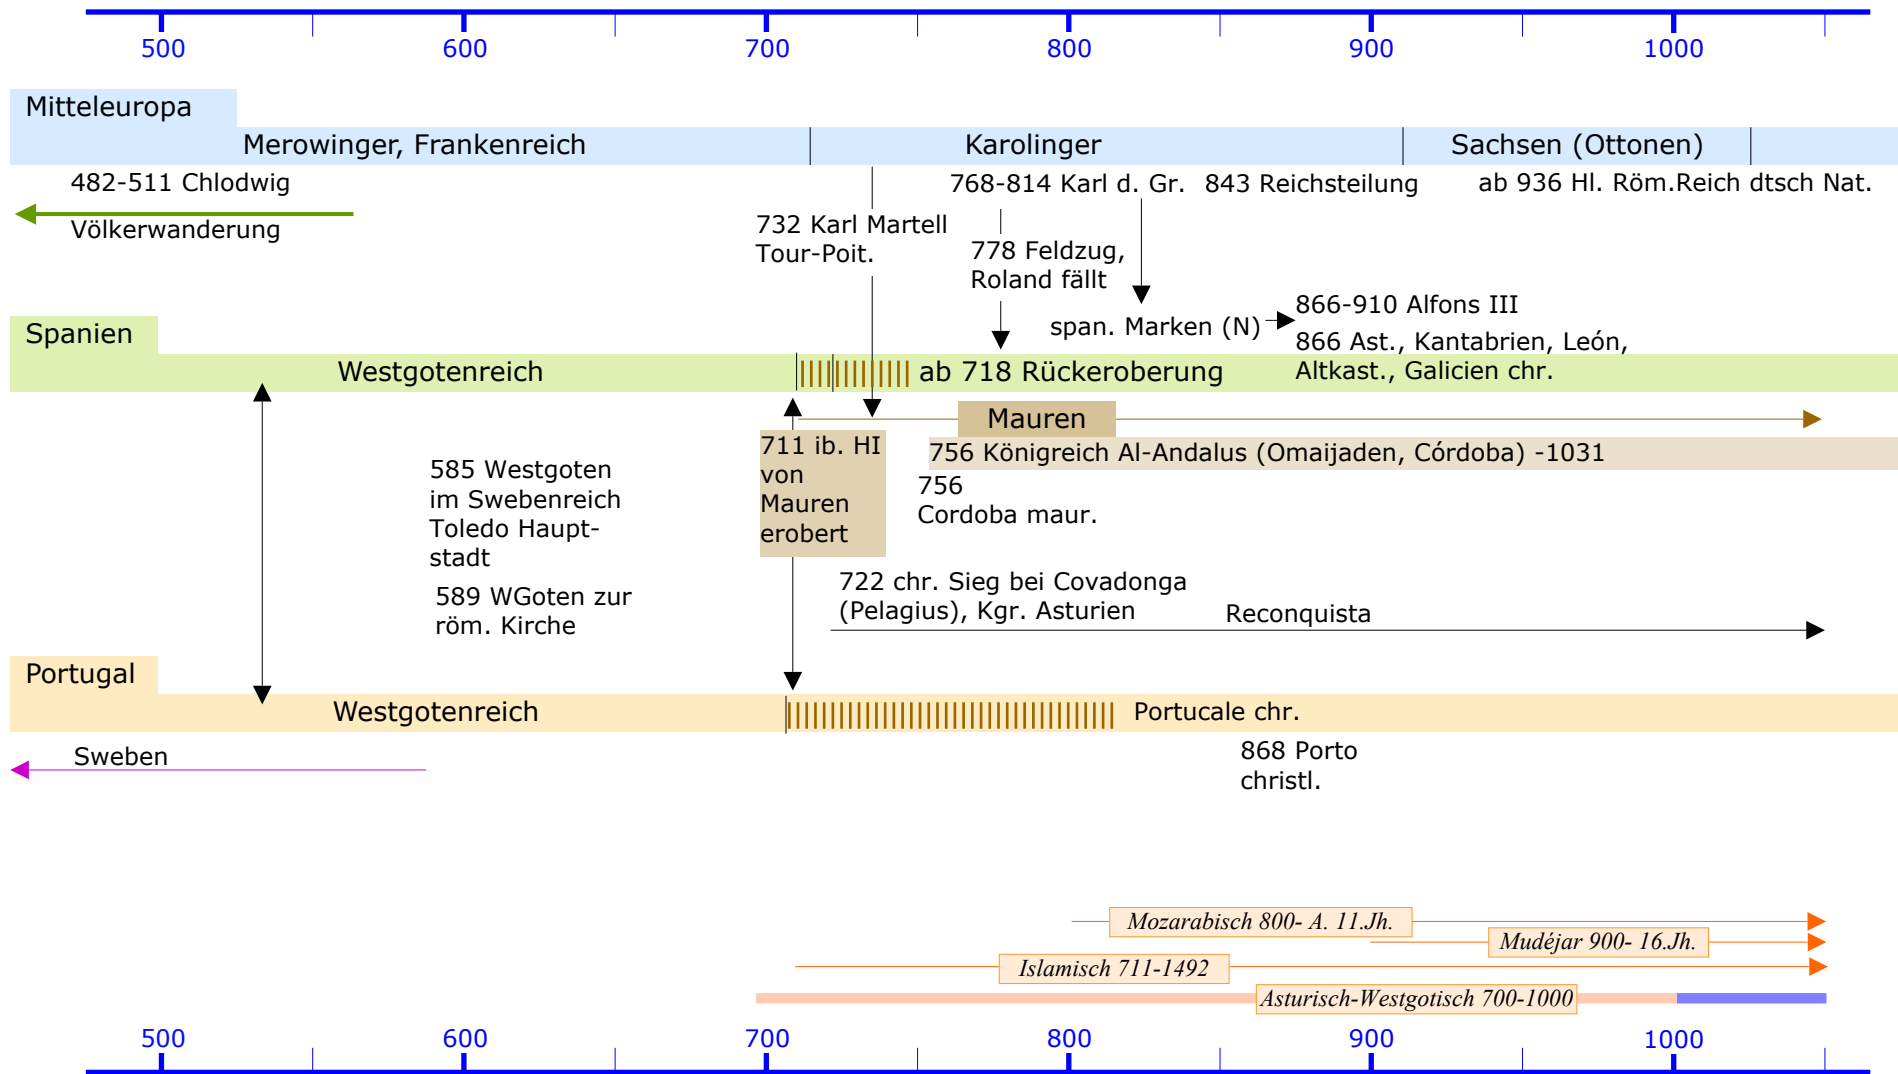 500 600 700 800 900 1000
Mitteleuropa
Merowinger, Frankenreich
Karolinger
Sachsen (Ottonen)
482-511 Chlodwig
768-814 Karl d. Gr.
843 Reichsteilung
ab 936 Hl. Röm.Reich dtsch Nat.
Völkerwanderung
732 Karl Martell
Tour-Poit.
778 Feldzug,
Roland fällt
span. Marken (N)
866-910 Alfons III
866 Ast., Kantabrien, León,
Altkast., Galicien chr.
Spanien
Westgotenreich
ab 718 Rückeroberung
Mauren
756 Königreich Al-Andalus (Omaijaden, Córdoba) -1031
711 ib. HI
von
Mauren
erobert
756
Cordoba maur.
585 Westgoten
im Swebenreich
Toledo Haupt-
stadt
589 WGoten zur
röm. Kirche
722 chr. Sieg bei Covadonga
(Pelagius), Kgr. Asturien
Reconquista
Portugal
Westgotenreich
Portucale chr.
Sweben
868 Porto
christl.
Mozarabisch 800- A. 11.Jh.
Mudéjar 900- 16.Jh.
Islamisch 711-1492
Asturisch-Westgotisch 700-1000
500 600 700 800 900 1000